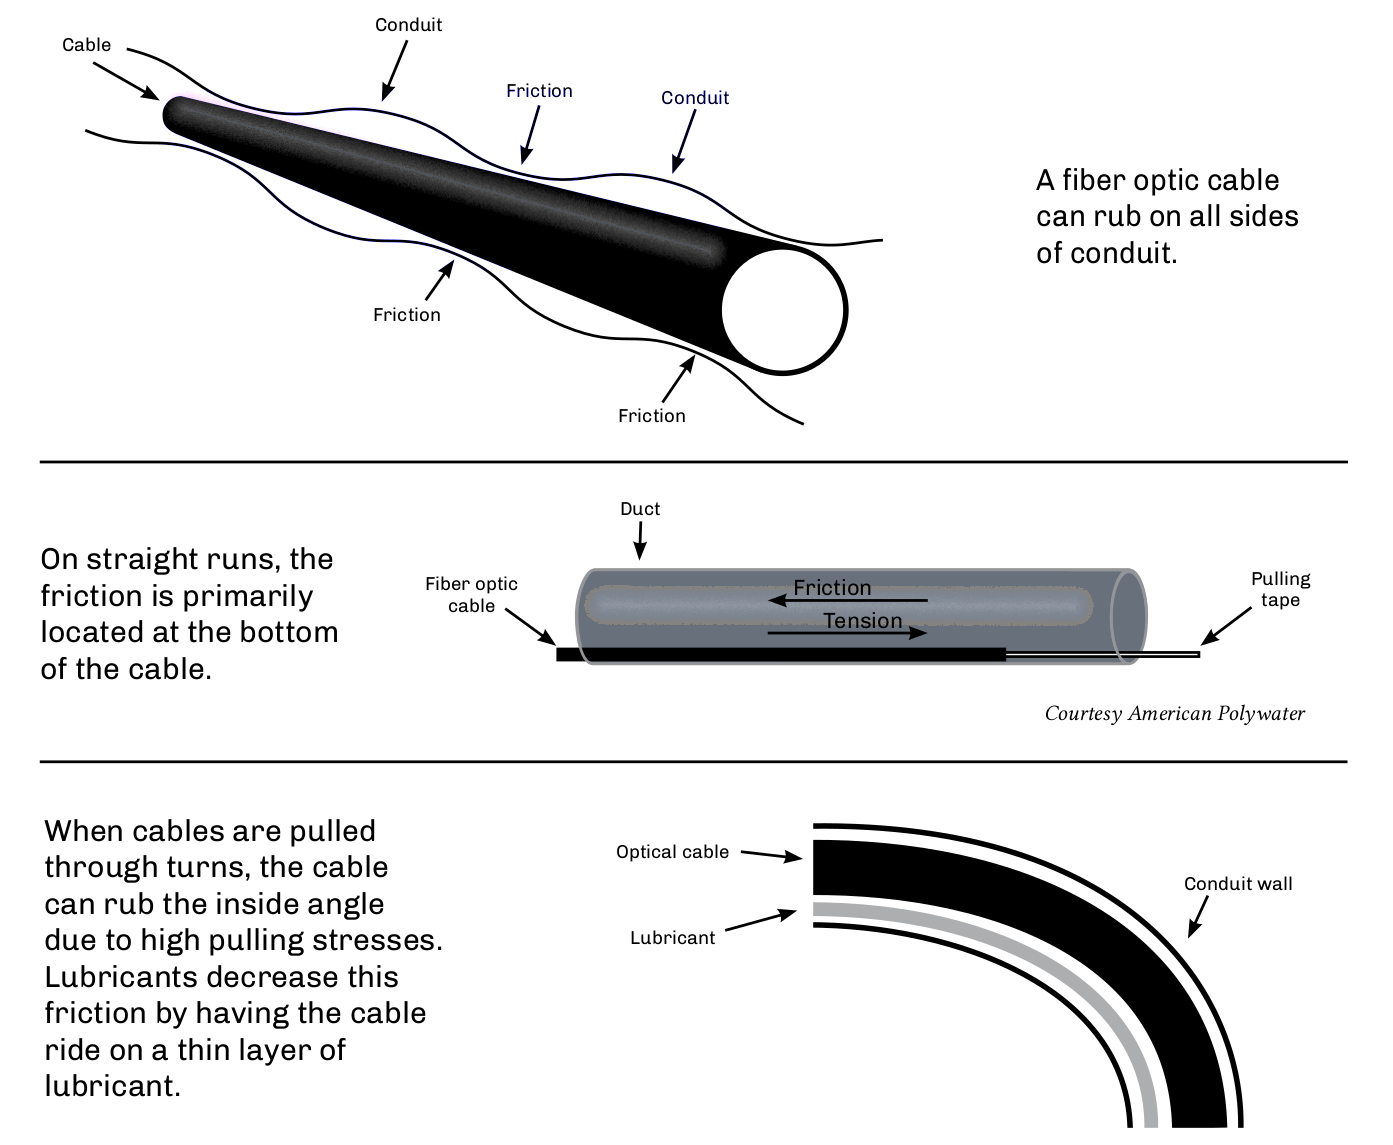 Conduit
Cable
Friction
Conduit
A fiber optic cable
can rub on all sides
of conduit.
Friction
Friction
Duct
On straight runs, the
friction is primarily
located at the bottom
of the cable.
Fiber optic
cable
Friction
Tension
Pulling
tape
Courtesy American Polywater
When cables are pulled
through turns, the cable
can rub the inside angle
due to high pulling stresses.
Lubricants decrease this
friction by having the cable
ride on a thin layer of
lubricant.
Optical cable
Conduit wall
Lubricant